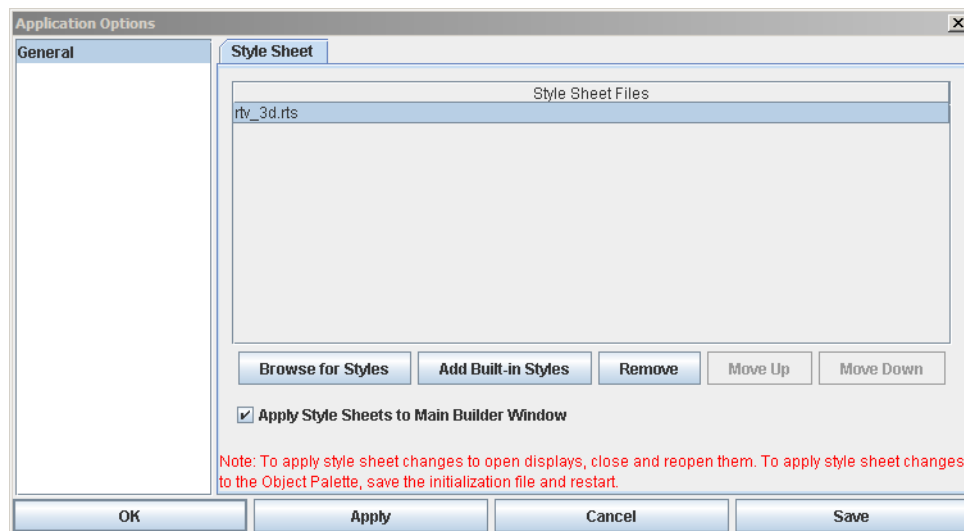 Application Options
General
Style Sheet
Style Sheet Files
rtv_3d.rts
Browse for Styles Add Built-in Styles Remove Move Up Move Down
Apply Style Sheets to Main Builder Window
Note: To apply style sheet changes to open displays, close and reopen them. To apply style sheet changes
to the Object Palette, save the initialization file and restart.
OK Apply Cancel Save